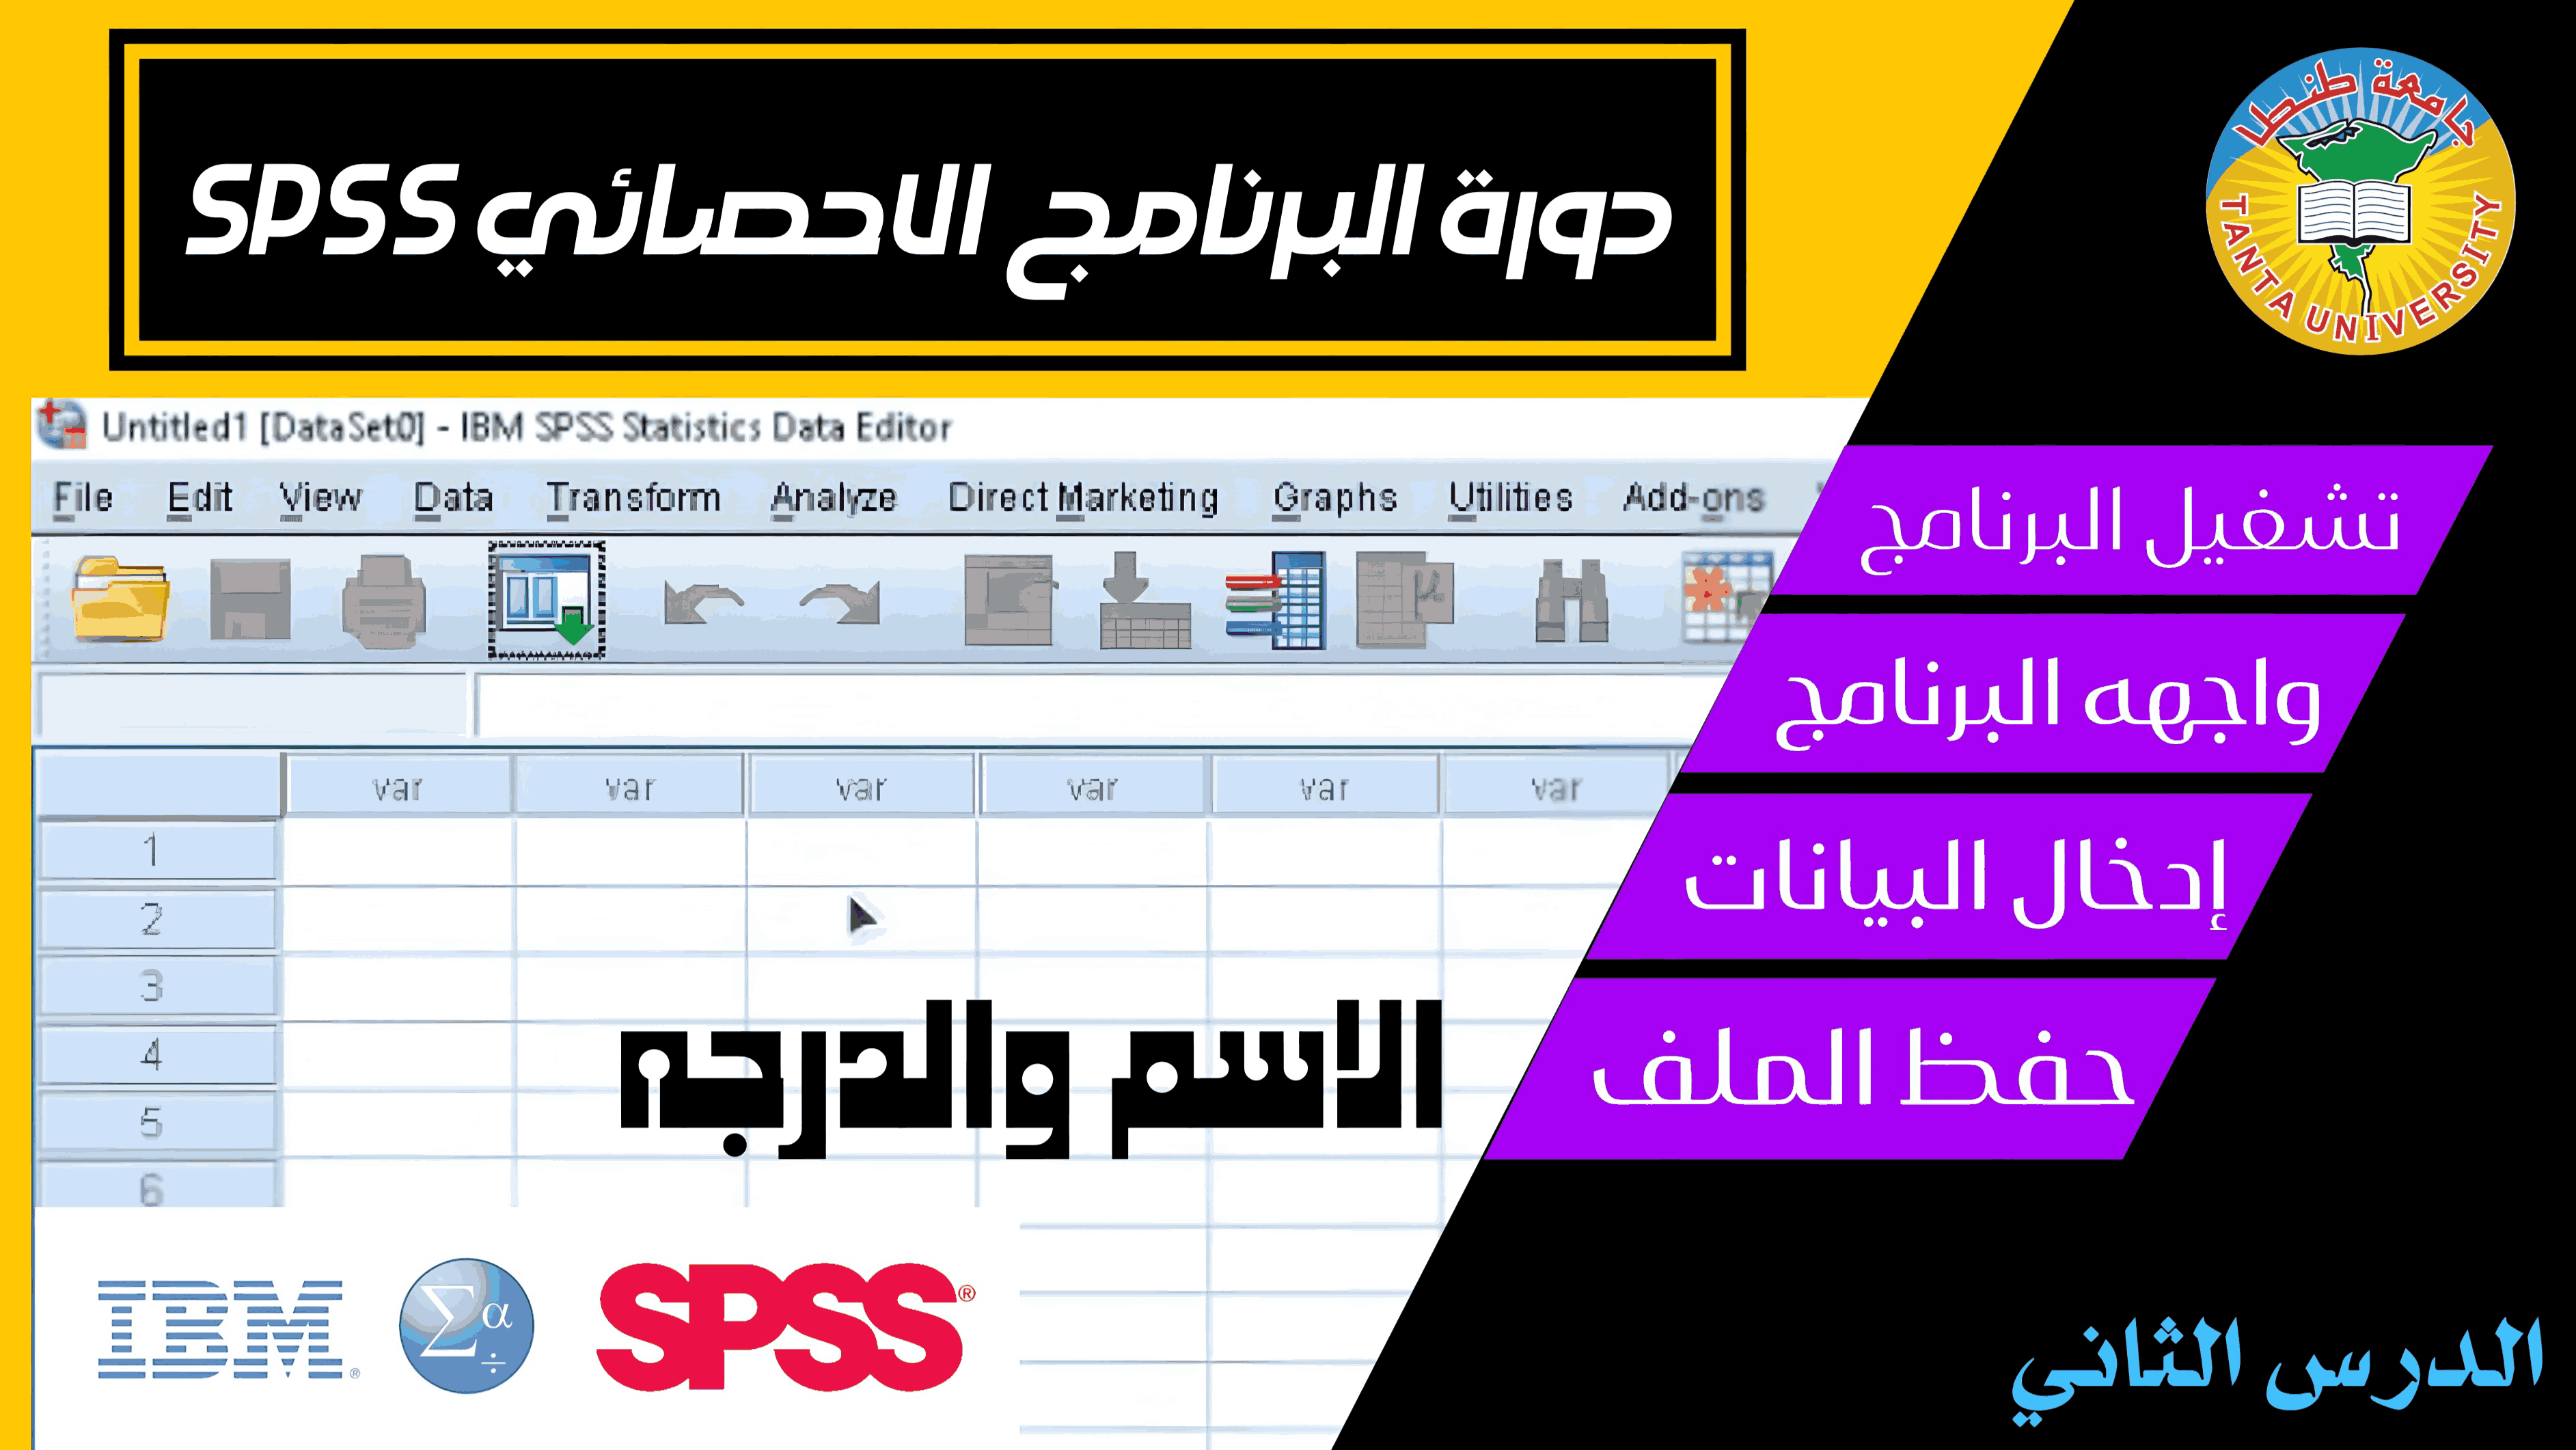 دورة البرنامج الاحصائي SPSS
جامعة طنطا
TANTA UNIVERSITY
Untitled1 [DataSet0] - IBM SPSS Statistics Data Editor
File Edit View Data Transform Analyze Direct Marketing Graphs Utilities Add-ons
تشغيل البرنامج
واجهه البرنامج
var var var var var var
1
إدخال البيانات
2
3
4
حفظ الملف
الاسم والدرجه
5
6
IBM®
Σα÷
SPSS®
الدرس الثاني